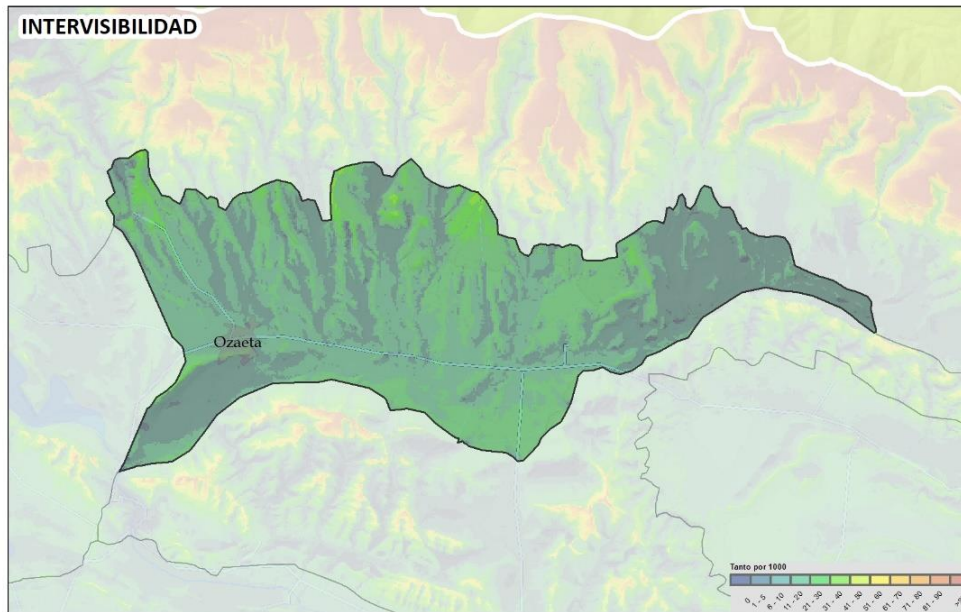 INTERVISIBILIDAD
Ozaeta
Tanto por 1000
0 1 - 5 6 - 10 11 - 20 21 - 30 31 - 40 41 - 50 51 - 60 61 - 70 71 - 80 81 - 90